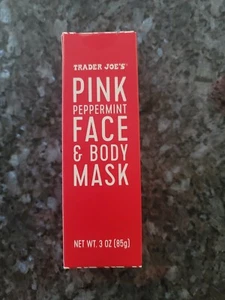 TRADER JOE'S
PINK
PEPPERMINT
FACE
& BODY
MASK
NET WT. 3 OZ (85g)